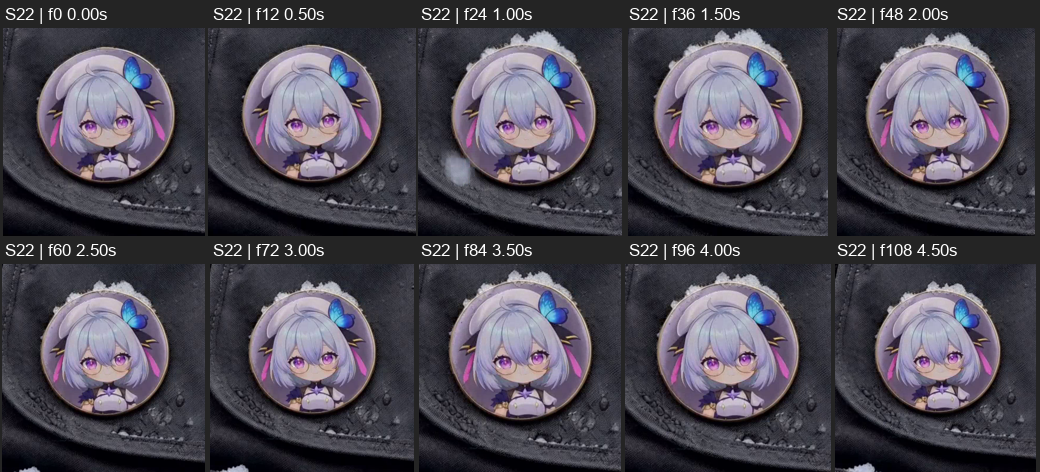 S22 | f0 0.00s
S22 | f12 0.50s
S22 | f24 1.00s
S22 | f36 1.50s
S22 | f48 2.00s
S22 | f60 2.50s
S22 | f72 3.00s
S22 | f84 3.50s
S22 | f96 4.00s
S22 | f108 4.50s